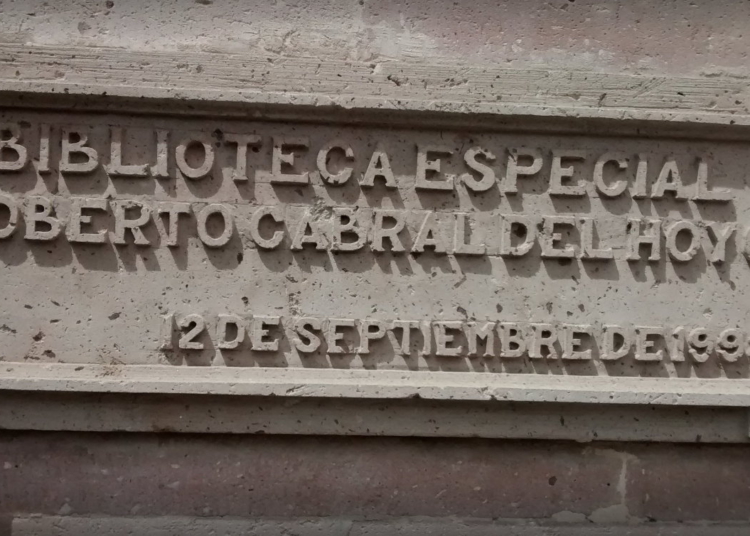 BIBLIOTECA ESPECIAL
OBERTO CABRAL DEL HOY
12 DE SEPTIEMBRE DE 199